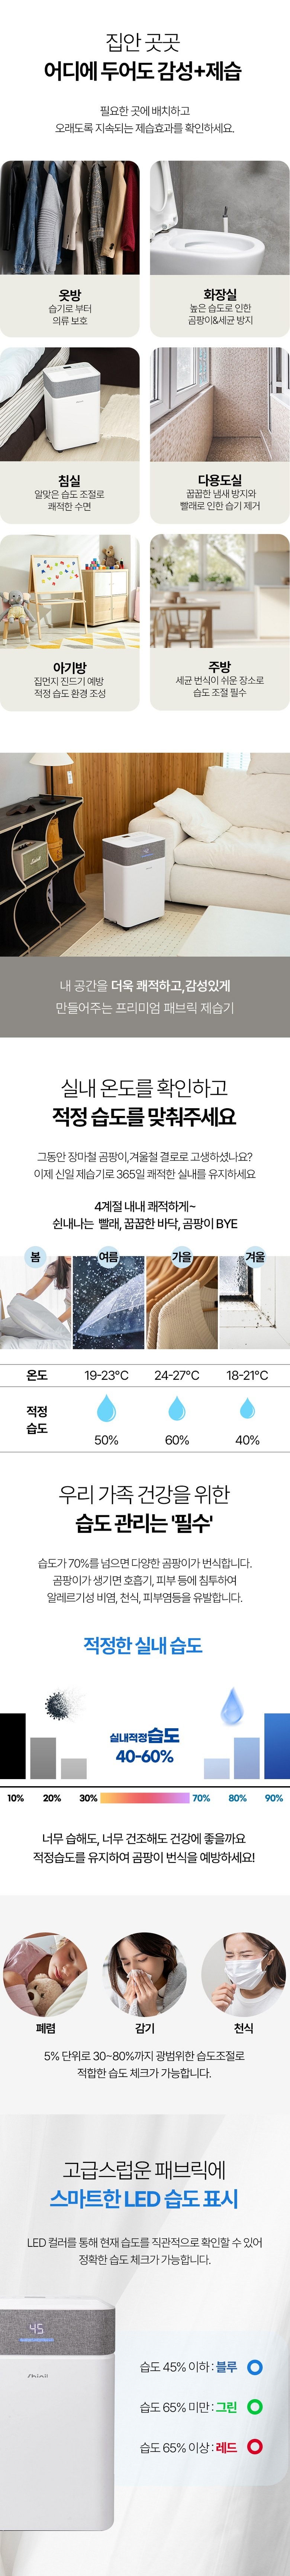 집안 곳곳
어디에 두어도 감성+제습
필요한 곳에 배치하고
오래도록 지속되는 제습효과를 확인하세요.
옷방
습기로 부터
의류 보호
화장실
높은 습도로 인한
곰팡이&세균 방지
침실
알맞은 습도 조절로
쾌적한 수면
다용도실
꿉꿉한 냄새 방지와
빨래로 인한 습기 제거
아기방
집먼지 진드기 예방
적정 습도 환경 조성
주방
세균 번식이 쉬운 장소로
습도 조절 필수
내 공간을 더욱 쾌적하고,감성있게
만들어주는 프리미엄 패브릭 제습기
실내 온도를 확인하고
적정 습도를 맞춰주세요
그동안 장마철 곰팡이,겨울철 결로로 고생하셨나요?
이제 신일 제습기로 365일 쾌적한 실내를 유지하세요
4계절 내내 쾌적하게~
쉰내나는 빨래, 꿉꿉한 바닥, 곰팡이 BYE
봄 여름 가을 겨울
온도 19-23°C 24-27°C 18-21°C
적정
습도
50% 60% 40%
우리 가족 건강을 위한
습도 관리는 '필수'
습도가 70%를 넘으면 다양한 곰팡이가 번식합니다.
곰팡이가 생기면 호흡기, 피부 등에 침투하여
알레르기성 비염, 천식, 피부염등을 유발합니다.
적정한 실내 습도
실내적정습도
40-60%
10% 20% 30% 70% 80% 90%
너무 습해도, 너무 건조해도 건강에 좋을까요
적정습도를 유지하여 곰팡이 번식을 예방하세요!
폐렴 감기 천식
5% 단위로 30~80%까지 광범위한 습도조절로
적합한 습도 체크가 가능합니다.
고급스럽운 패브릭에
스마트한 LED 습도 표시
LED 컬러를 통해 현재 습도를 직관적으로 확인할 수 있어
정확한 습도 체크가 가능합니다.
45
Shinil
습도 45% 이하 : 블루
습도 65% 미만 : 그린
습도 65% 이상 : 레드